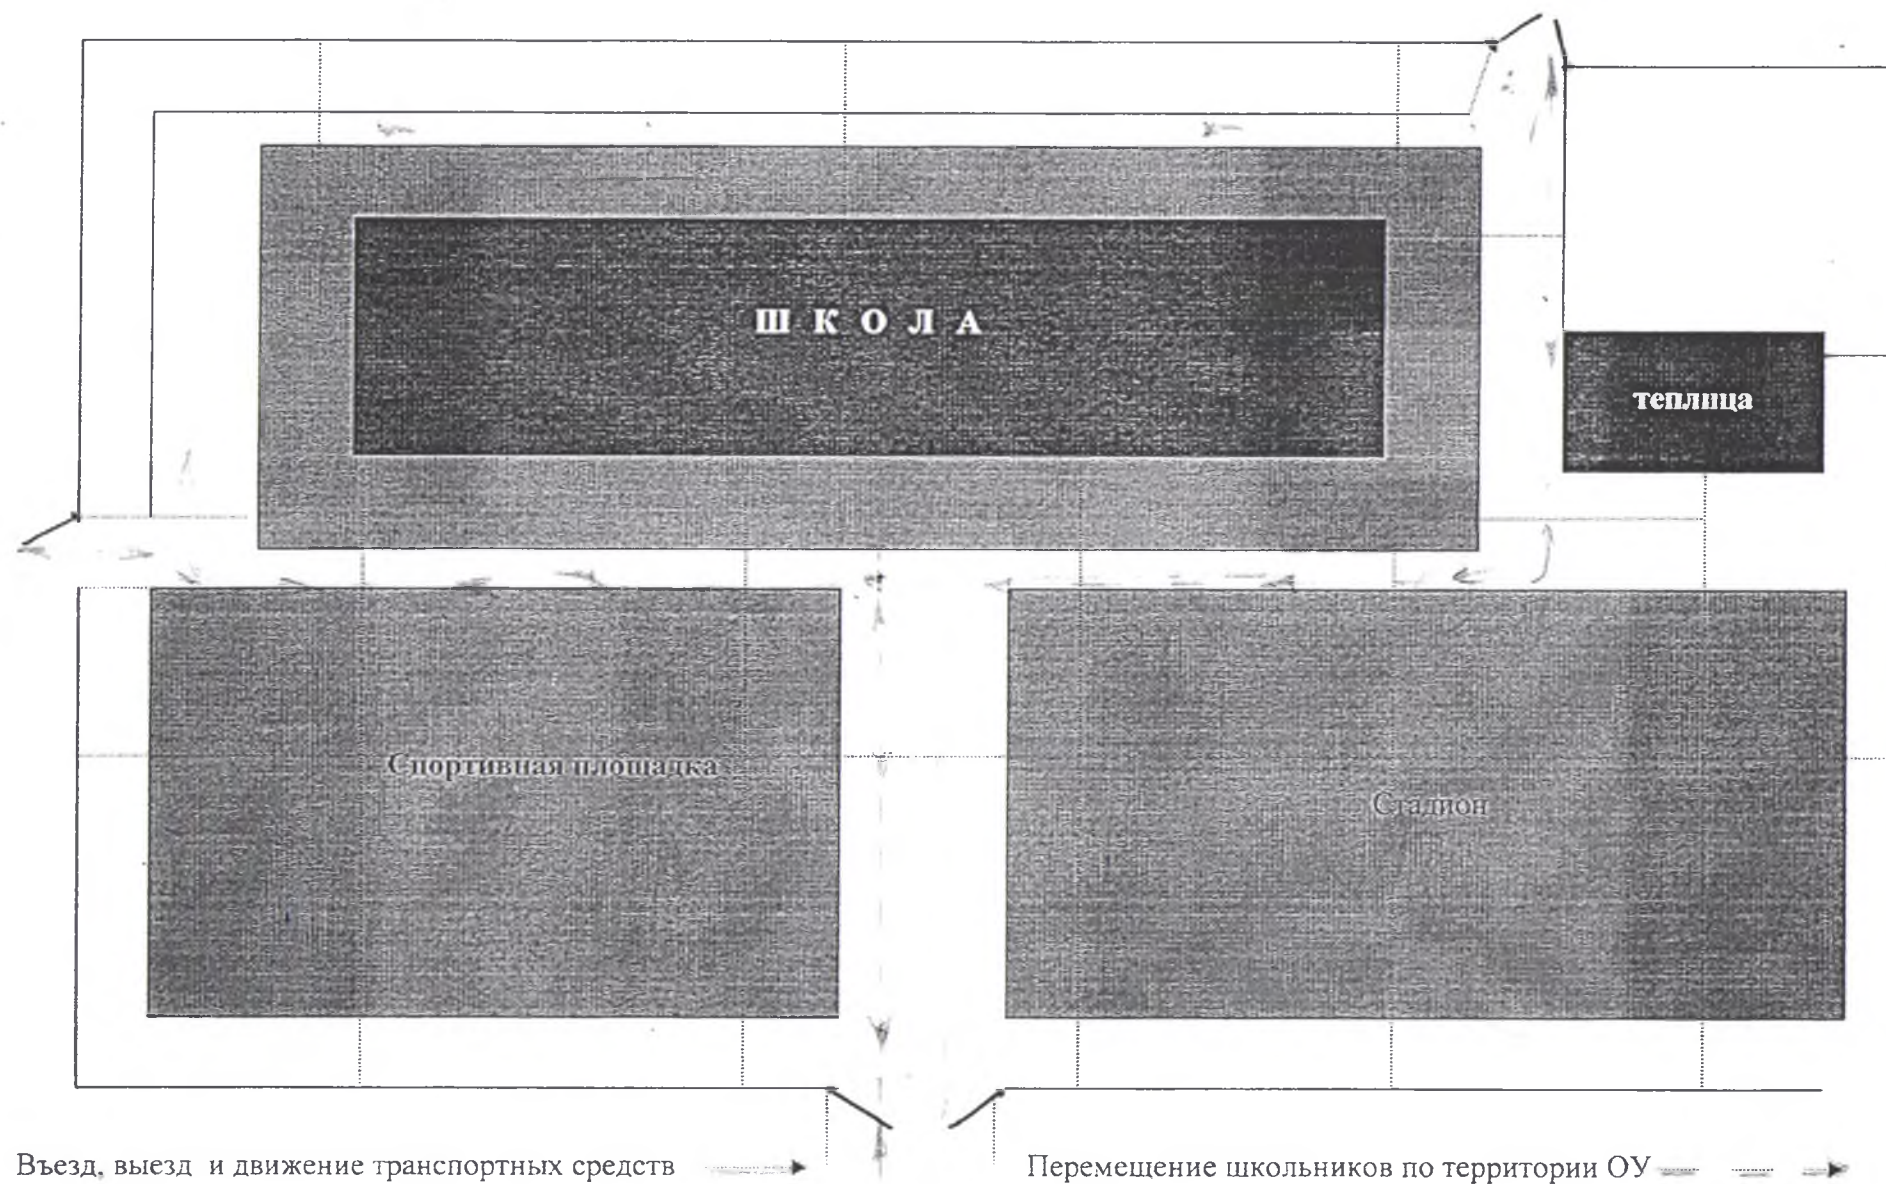 ШКОЛА
теплица
Спортивная площадка
Стадион
Въезд, выезд и движение транспортных средств
Перемещение школьников по территории ОУ